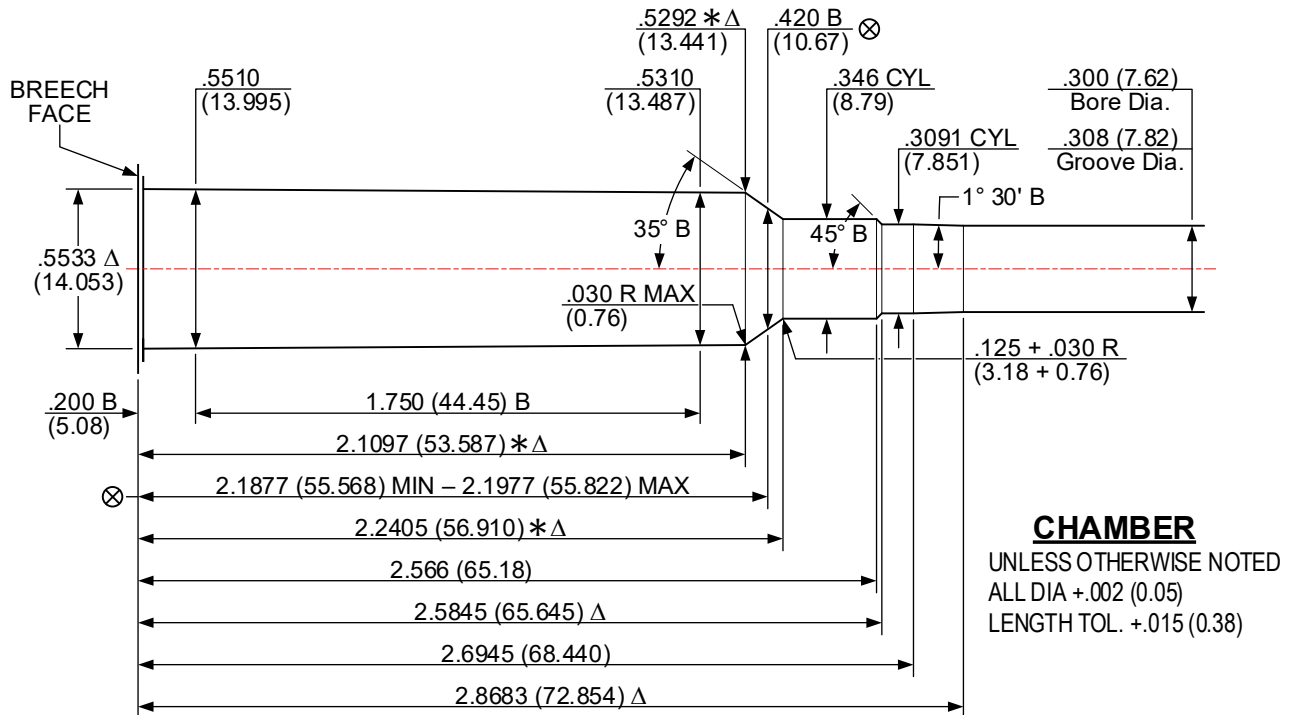 .5292 ✳ Δ
(13.441)
.420 B ⊗
(10.67)
BREECH
FACE
.5510
(13.995)
.5310
(13.487)
.346 CYL
(8.79)
.300 (7.62)
Bore Dia.
.3091 CYL
(7.851)
.308 (7.82)
Groove Dia.
1° 30' B
35° B
45° B
.5533 Δ
(14.053)
.030 R MAX
(0.76)
.125 + .030 R
(3.18 + 0.76)
.200 B
(5.08)
1.750 (44.45) B
2.1097 (53.587) ✳ Δ
⊗ 2.1877 (55.568) MIN – 2.1977 (55.822) MAX
2.2405 (56.910) ✳ Δ
2.566 (65.18)
2.5845 (65.645) Δ
2.6945 (68.440)
2.8683 (72.854) Δ
CHAMBER
UNLESS OTHERWISE NOTED
ALL DIA +.002 (0.05)
LENGTH TOL. +.015 (0.38)